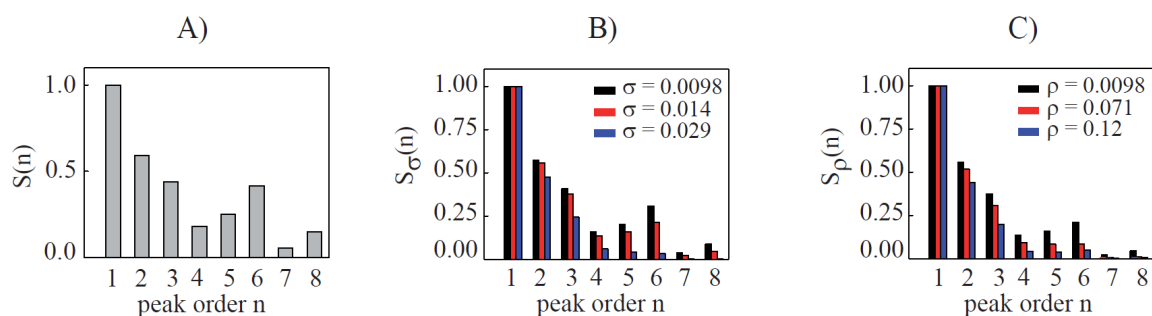 A)
S(n)
1.0
0.5
0.0
1 2 3 4 5 6 7 8
peak order n
B)
Sσ(n)
1.00
0.75
0.50
0.25
0.00
σ = 0.0098
σ = 0.014
σ = 0.029
1 2 3 4 5 6 7 8
peak order n
C)
Sρ(n)
1.00
0.75
0.50
0.25
0.00
ρ = 0.0098
ρ = 0.071
ρ = 0.12
1 2 3 4 5 6 7 8
peak order n